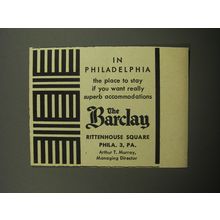 IN
PHILADELPHIA
the place to stay
if you want really
superb accommodations
The
Barclay
RITTENHOUSE SQUARE
PHILA. 3, PA.
Arthur T. Murray,
Managing Director